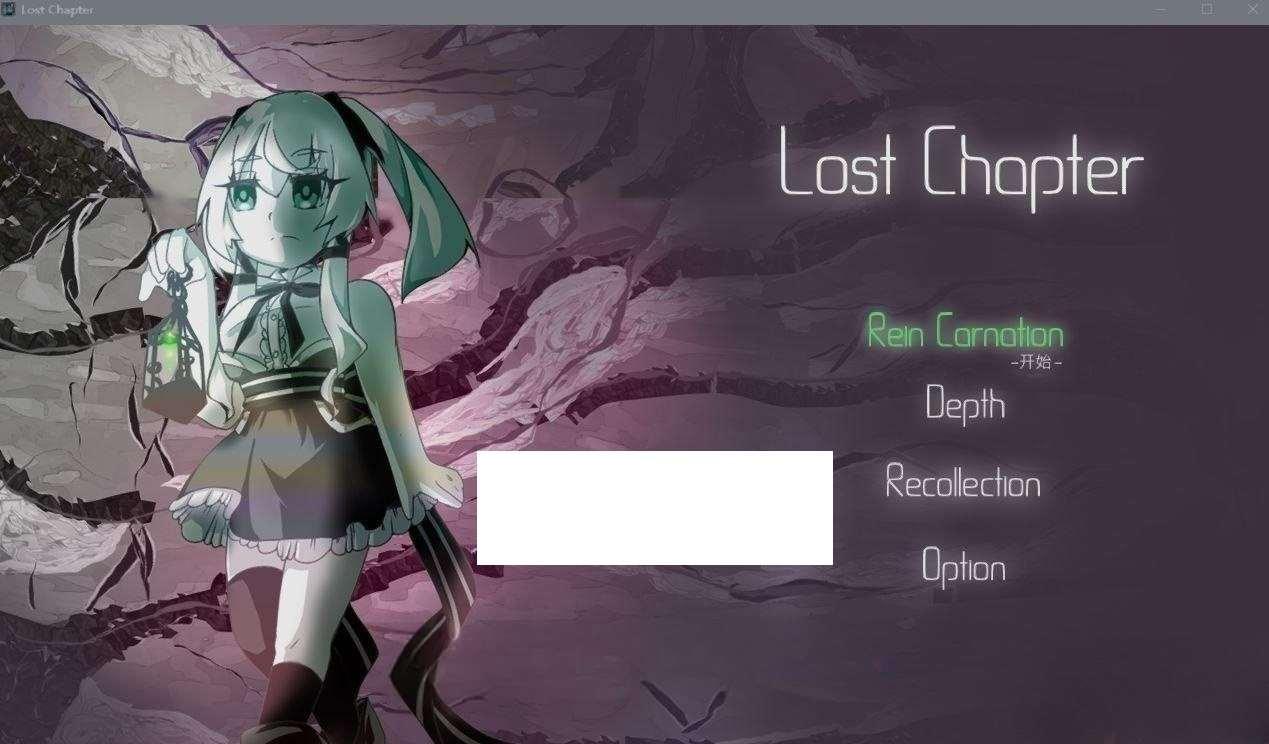 Lost Chapter
Lost Chapter
Rein Carnation
-开始-
Depth
Recollection
Option